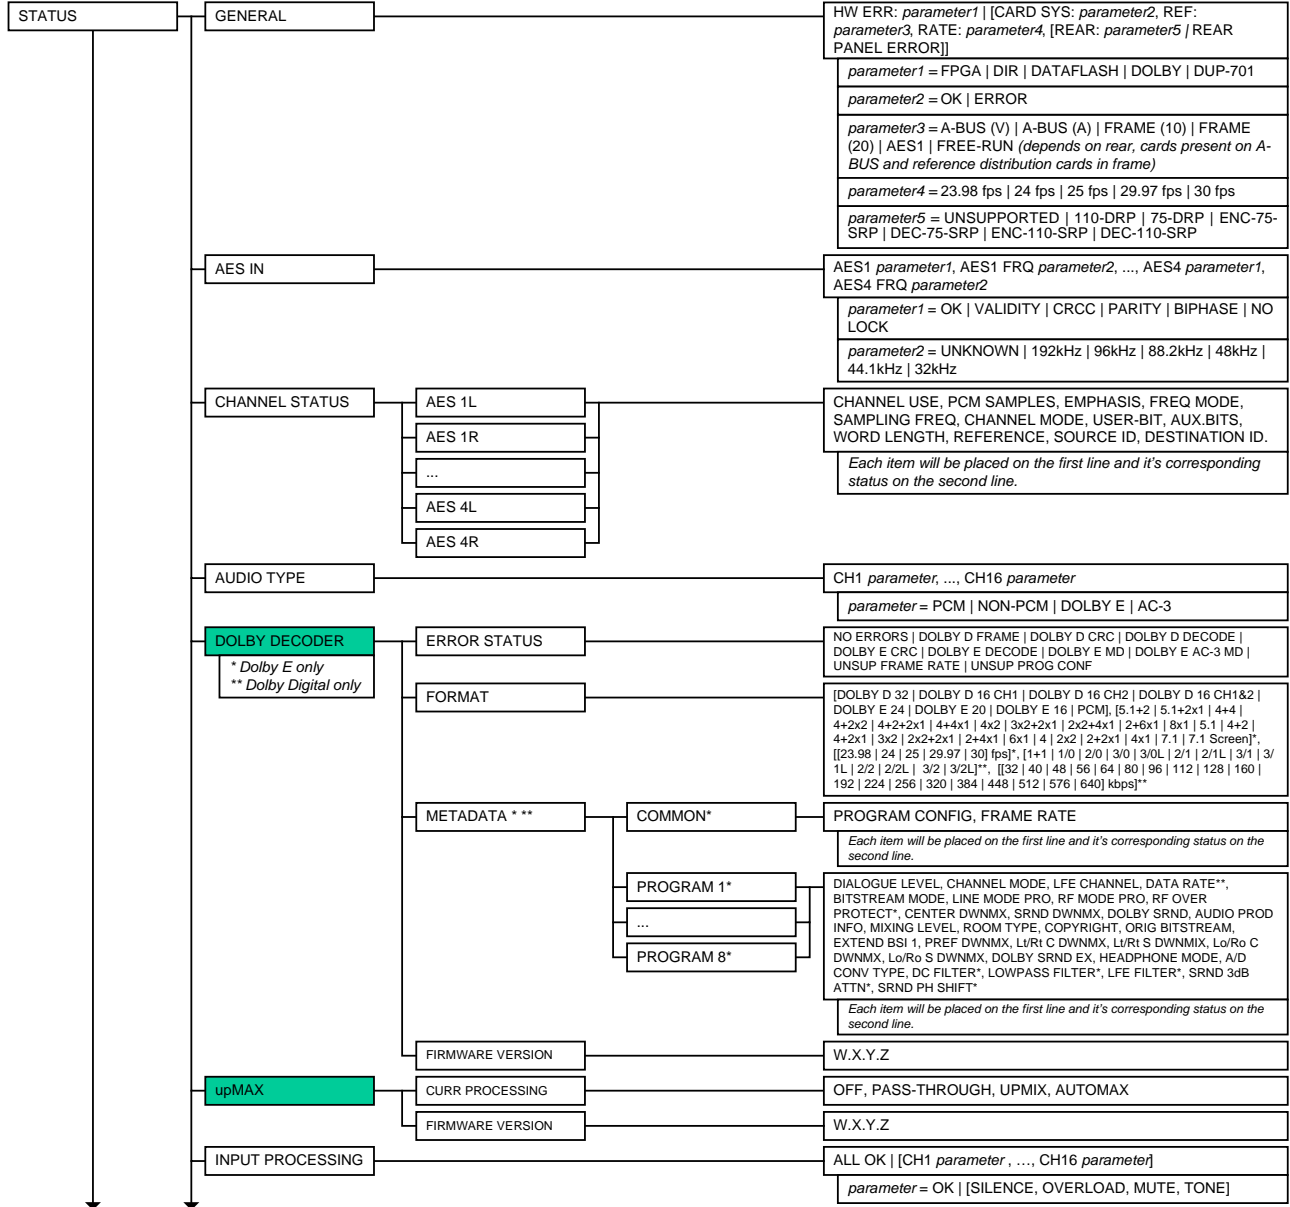 STATUS
GENERAL
HW ERR: parameter1 | [CARD SYS: parameter2, REF:
parameter3, RATE: parameter4, [REAR: parameter5 | REAR
PANEL ERROR]]
parameter1 = FPGA | DIR | DATAFLASH | DOLBY | DUP-701
parameter2 = OK | ERROR
parameter3 = A-BUS (V) | A-BUS (A) | FRAME (10) | FRAME
(20) | AES1 | FREE-RUN (depends on rear, cards present on A-
BUS and reference distribution cards in frame)
parameter4 = 23.98 fps | 24 fps | 25 fps | 29.97 fps | 30 fps
parameter5 = UNSUPPORTED | 110-DRP | 75-DRP | ENC-75-
SRP | DEC-75-SRP | ENC-110-SRP | DEC-110-SRP
AES IN
AES1 parameter1, AES1 FRQ parameter2, ..., AES4 parameter1,
AES4 FRQ parameter2
parameter1 = OK | VALIDITY | CRCC | PARITY | BIPHASE | NO
LOCK
parameter2 = UNKNOWN | 192kHz | 96kHz | 88.2kHz | 48kHz |
44.1kHz | 32kHz
CHANNEL STATUS
AES 1L
AES 1R
...
AES 4L
AES 4R
CHANNEL USE, PCM SAMPLES, EMPHASIS, FREQ MODE,
SAMPLING FREQ, CHANNEL MODE, USER-BIT, AUX.BITS,
WORD LENGTH, REFERENCE, SOURCE ID, DESTINATION ID.
Each item will be placed on the first line and it's corresponding
status on the second line.
AUDIO TYPE
CH1 parameter, ..., CH16 parameter
parameter = PCM | NON-PCM | DOLBY E | AC-3
DOLBY DECODER
* Dolby E only
** Dolby Digital only
ERROR STATUS
NO ERRORS | DOLBY D FRAME | DOLBY D CRC | DOLBY D DECODE |
DOLBY E CRC | DOLBY E DECODE | DOLBY E MD | DOLBY E AC-3 MD |
UNSUP FRAME RATE | UNSUP PROG CONF
FORMAT
[DOLBY D 32 | DOLBY D 16 CH1 | DOLBY D 16 CH2 | DOLBY D 16 CH1&2 |
DOLBY E 24 | DOLBY E 20 | DOLBY E 16 | PCM], [5.1+2 | 5.1+2x1 | 4+4 |
4+2x2 | 4+2+2x1 | 4+4x1 | 4x2 | 3x2+2x1 | 2x2+4x1 | 2+6x1 | 8x1 | 5.1 | 4+2 |
4+2x1 | 3x2 | 2x2+2x1 | 2+4x1 | 6x1 | 4 | 2x2 | 2+2x1 | 4x1 | 7.1 | 7.1 Screen]*,
[[23.98 | 24 | 25 | 29.97 | 30] fps]*, [1+1 | 1/0 | 2/0 | 3/0 | 3/0L | 2/1 | 2/1L | 3/1 | 3/
1L | 2/2 | 2/2L | 3/2 | 3/2L]**, [[32 | 40 | 48 | 56 | 64 | 80 | 96 | 112 | 128 | 160 |
192 | 224 | 256 | 320 | 384 | 448 | 512 | 576 | 640] kbps]**
METADATA * **
COMMON*
PROGRAM CONFIG, FRAME RATE
Each item will be placed on the first line and it's corresponding status on the
second line.
PROGRAM 1*
...
PROGRAM 8*
DIALOGUE LEVEL, CHANNEL MODE, LFE CHANNEL, DATA RATE**,
BITSTREAM MODE, LINE MODE PRO, RF MODE PRO, RF OVER
PROTECT*, CENTER DWNMX, SRND DWNMX, DOLBY SRND, AUDIO PROD
INFO, MIXING LEVEL, ROOM TYPE, COPYRIGHT, ORIG BITSTREAM,
EXTEND BSI 1, PREF DWNMX, Lt/Rt C DWNMX, Lt/Rt S DWNMIX, Lo/Ro C
DWNMX, Lo/Ro S DWNMX, DOLBY SRND EX, HEADPHONE MODE, A/D
CONV TYPE, DC FILTER*, LOWPASS FILTER*, LFE FILTER*, SRND 3dB
ATTN*, SRND PH SHIFT*
Each item will be placed on the first line and it's corresponding status on the
second line.
FIRMWARE VERSION
W.X.Y.Z
upMAX
CURR PROCESSING
OFF, PASS-THROUGH, UPMIX, AUTOMAX
FIRMWARE VERSION
W.X.Y.Z
INPUT PROCESSING
ALL OK | [CH1 parameter , …, CH16 parameter]
parameter = OK | [SILENCE, OVERLOAD, MUTE, TONE]